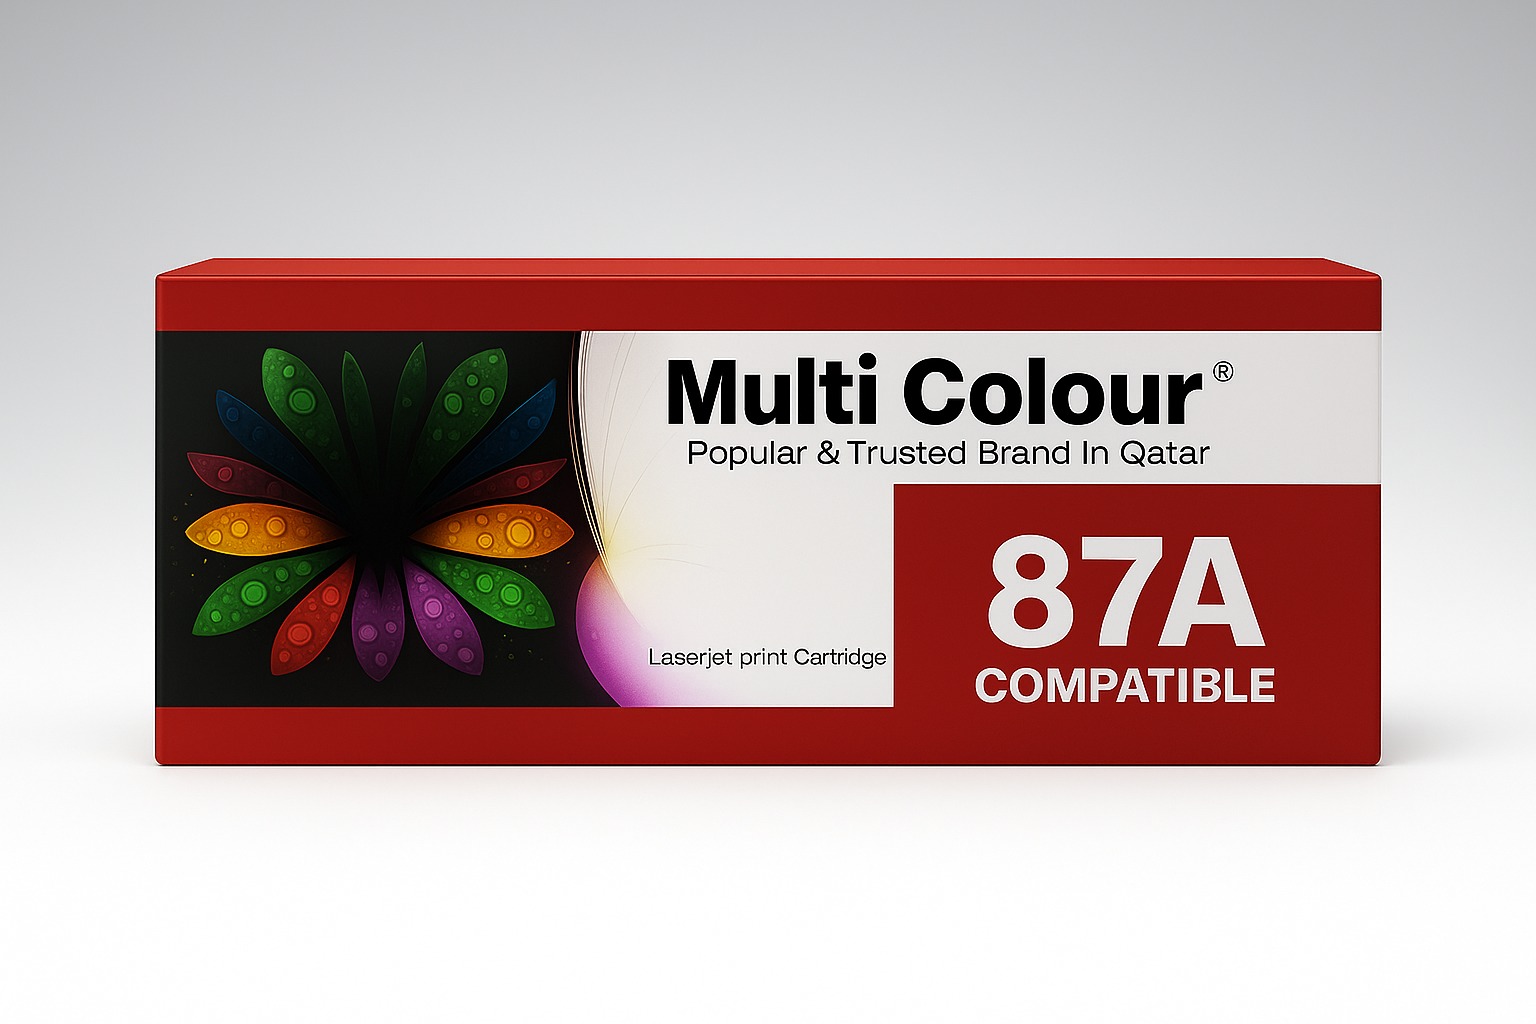 Multi Colour ®
Popular & Trusted Brand In Qatar
87A
COMPATIBLE
Laserjet print Cartridge